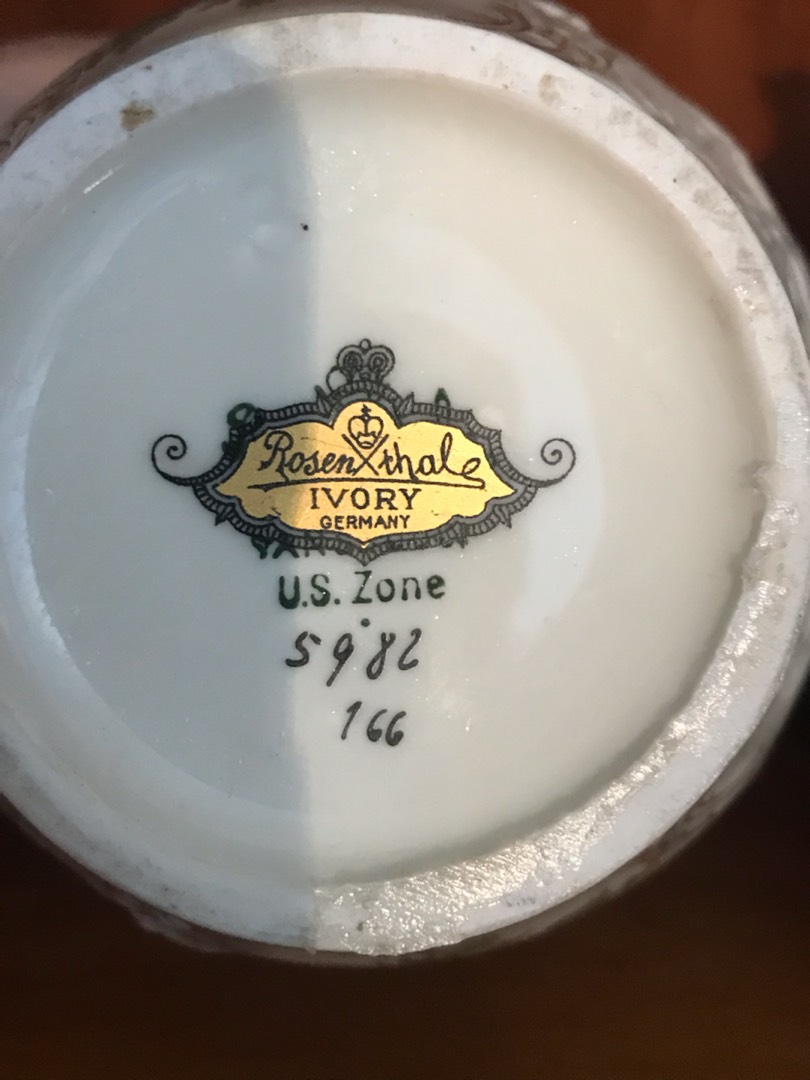 Rosenthal
IVORY
GERMANY
U.S. Zone
5982
166